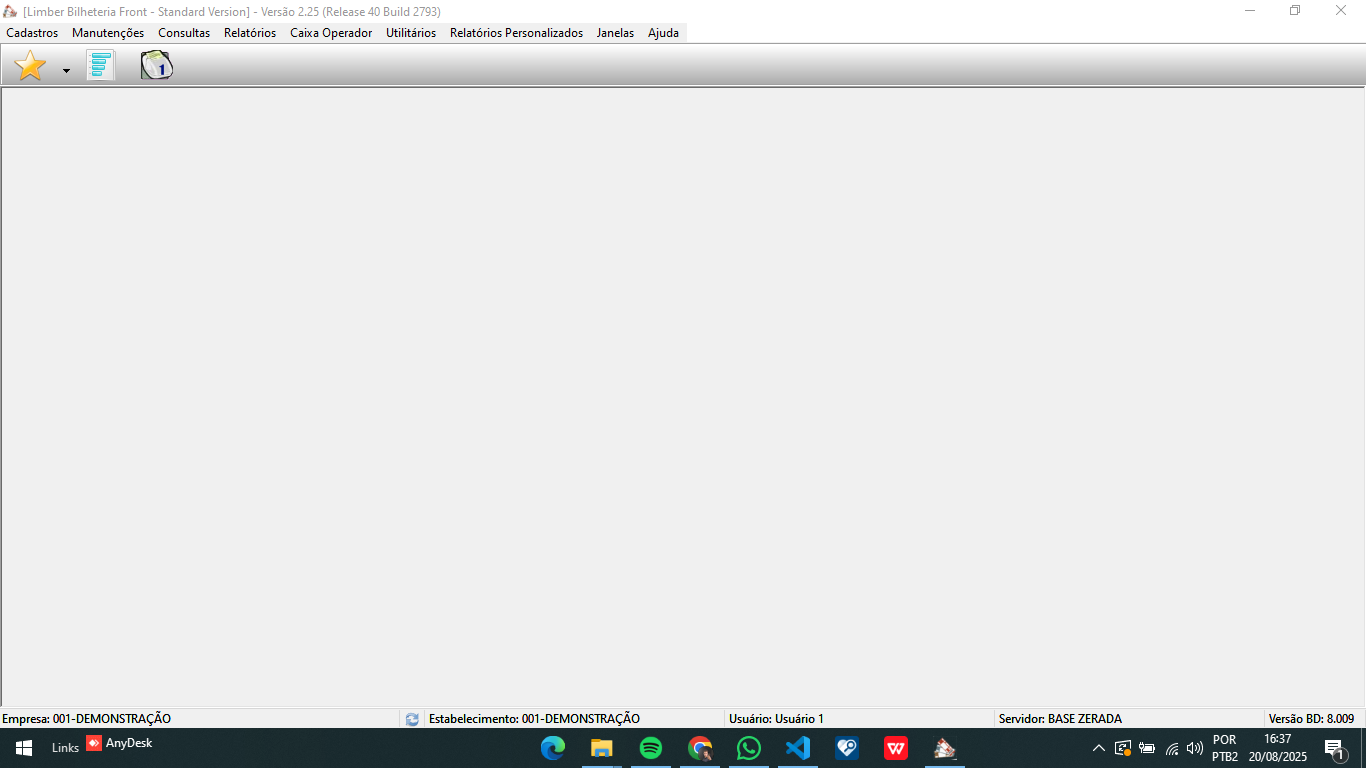 [Limber Bilheteria Front - Standard Version] - Versão 2.25 (Release 40 Build 2793)
Cadastros Manutenções Consultas Relatórios Caixa Operador Utilitários Relatórios Personalizados Janelas Ajuda
1
Empresa: 001-DEMONSTRAÇÃO Estabelecimento: 001-DEMONSTRAÇÃO Usuário: Usuário 1 Servidor: BASE ZERADA Versão BD: 8.009
Links AnyDesk W POR 16:37
PTB2 20/08/2025 1